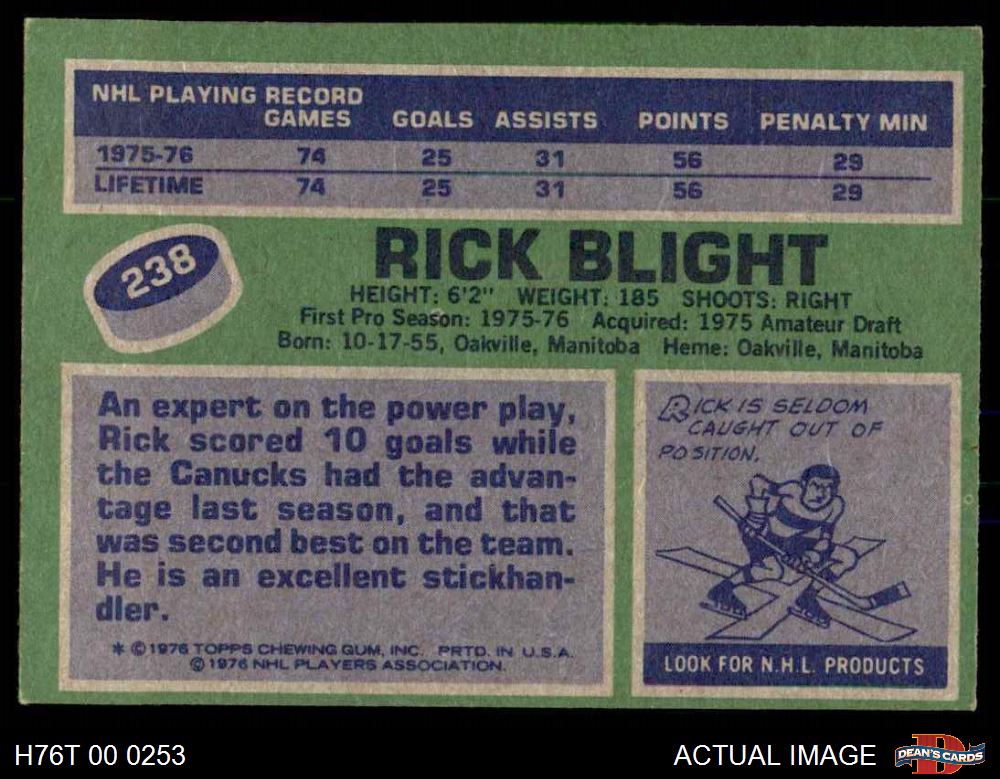 NHL PLAYING RECORD
GAMES GOALS ASSISTS POINTS PENALTY MIN
1975-76 74 25 31 56 29
LIFETIME 74 25 31 56 29
238
RICK BLIGHT
HEIGHT: 6'2" WEIGHT: 185 SHOOTS: RIGHT
First Pro Season: 1975-76 Acquired: 1975 Amateur Draft
Born: 10-17-55, Oakville, Manitoba Heme: Oakville, Manitoba
An expert on the power play,
Rick scored 10 goals while
the Canucks had the advan-
tage last season, and that
was second best on the team.
He is an excellent stickhan-
dler.
* © 1976 TOPPS CHEWING GUM, INC. PRTD. IN U.S.A.
© 1976 NHL PLAYERS ASSOCIATION.
RICK IS SELDOM
CAUGHT OUT OF
POSITION.
LOOK FOR N.H.L. PRODUCTS
H76T 00 0253
ACTUAL IMAGE
DEAN'S CARDS